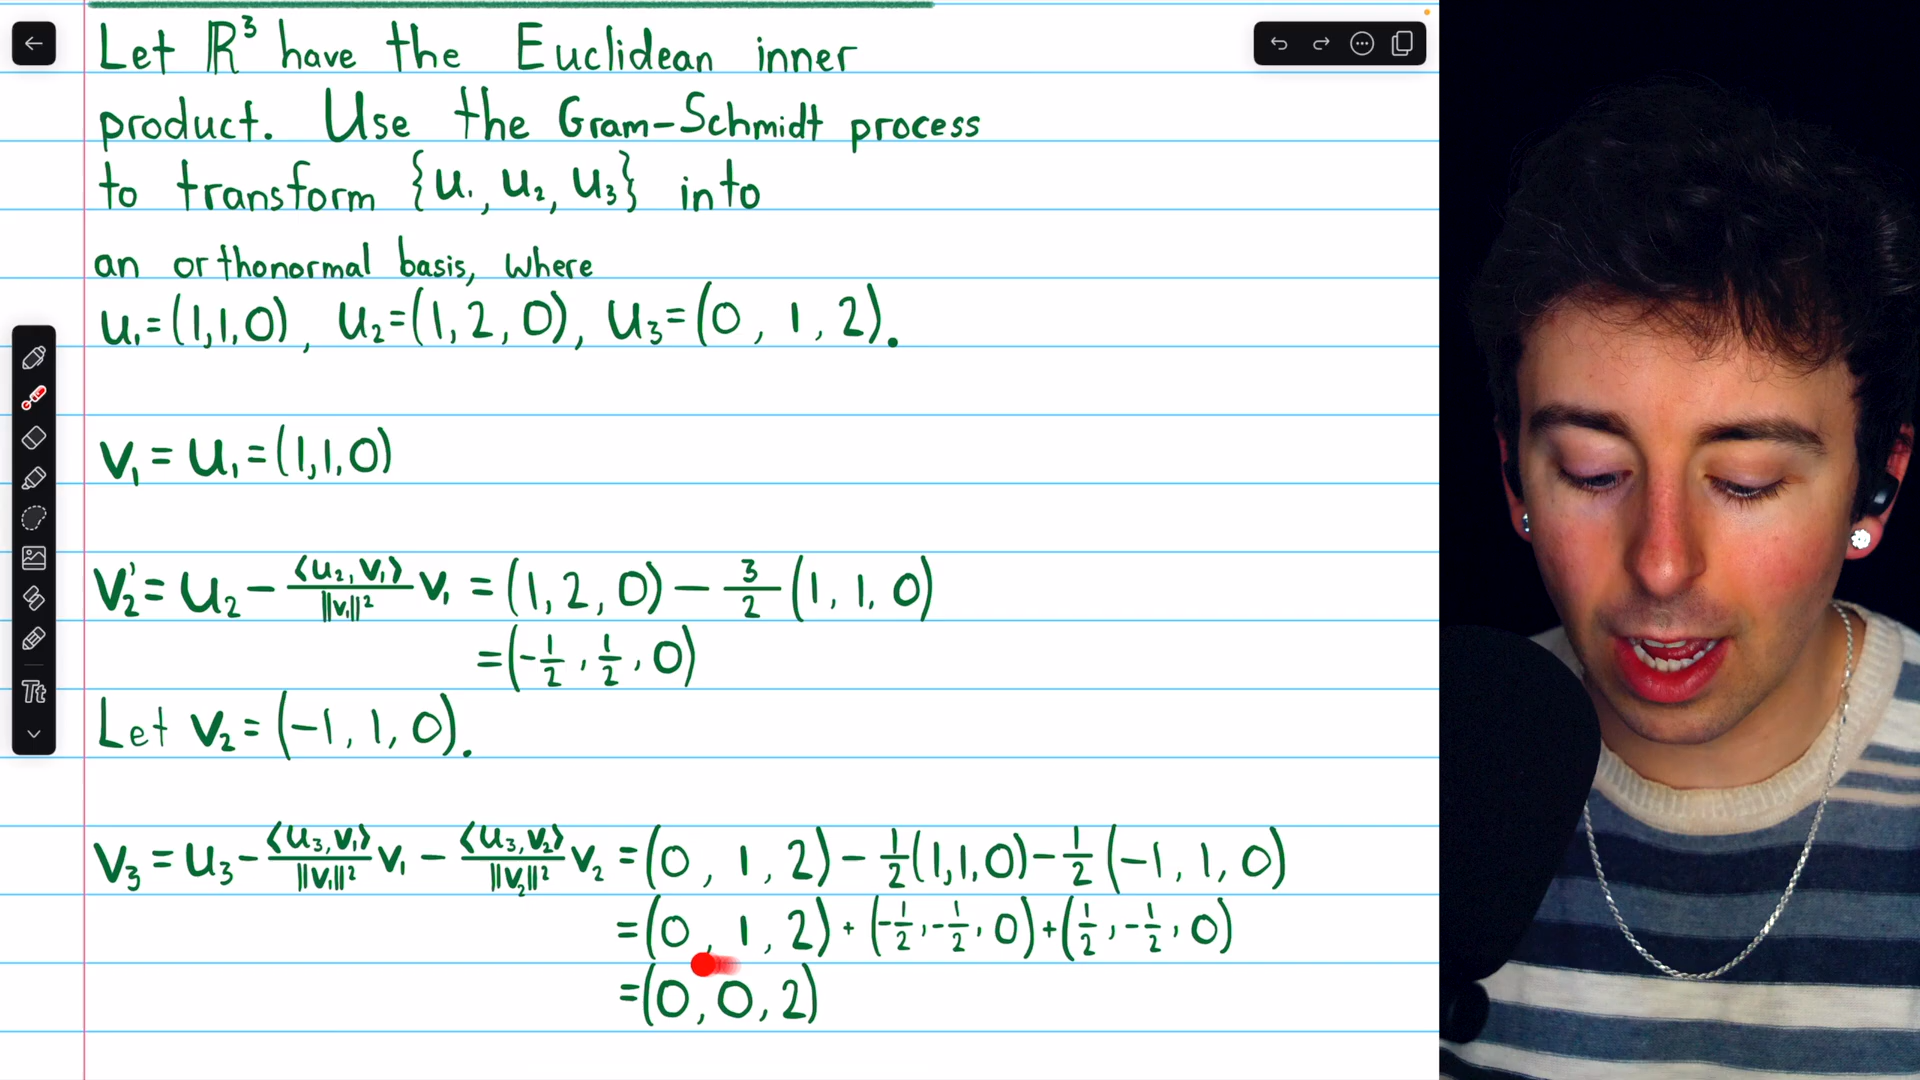 Let ℝ³ have the Euclidean inner
product. Use the Gram-Schmidt process
to transform {u₁, u₂, u₃} into
an orthonormal basis, where
u₁=(1,1,0), u₂=(1,2,0), u₃=(0,1,2).
v₁ = u₁ = (1,1,0)
v₂' = u₂ - ⟨u₂,v₁⟩/||v₁||² v₁ = (1,2,0) - 3/2 (1,1,0)
= (-1/2, 1/2, 0)
Let v₂ = (-1,1,0).
v₃ = u₃ - ⟨u₃,v₁⟩/||v₁||² v₁ - ⟨u₃,v₂⟩/||v₂||² v₂ = (0,1,2) - 1/2 (1,1,0) - 1/2 (-1,1,0)
= (0,1,2) + (-1/2, -1/2, 0) + (1/2, -1/2, 0)
= (0,0,2)
Tt